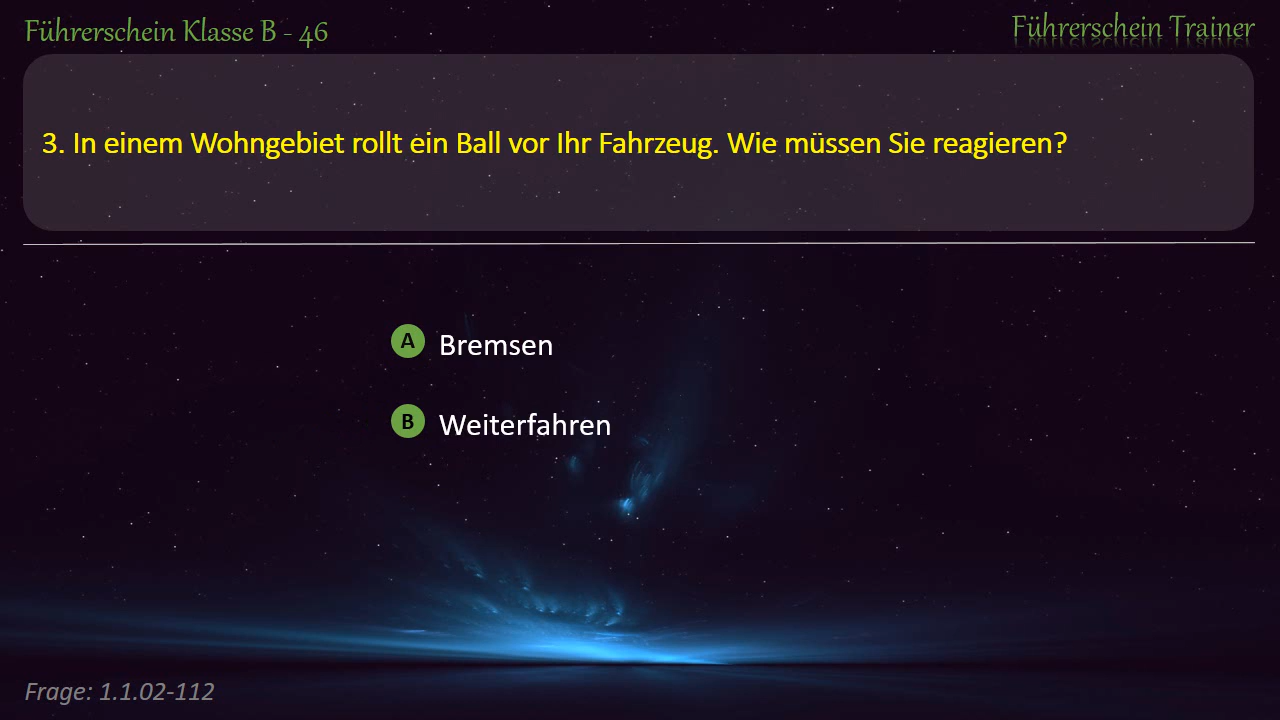 Führerschein Klasse B - 46
Führerschein Trainer
3. In einem Wohngebiet rollt ein Ball vor Ihr Fahrzeug. Wie müssen Sie reagieren?
A Bremsen
B Weiterfahren
Frage: 1.1.02-112